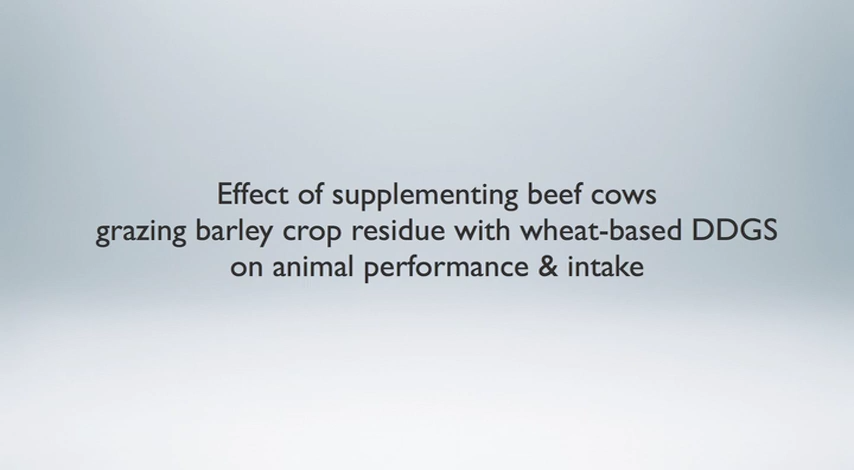 Effect of supplementing beef cows
grazing barley crop residue with wheat-based DDGS
on animal performance & intake